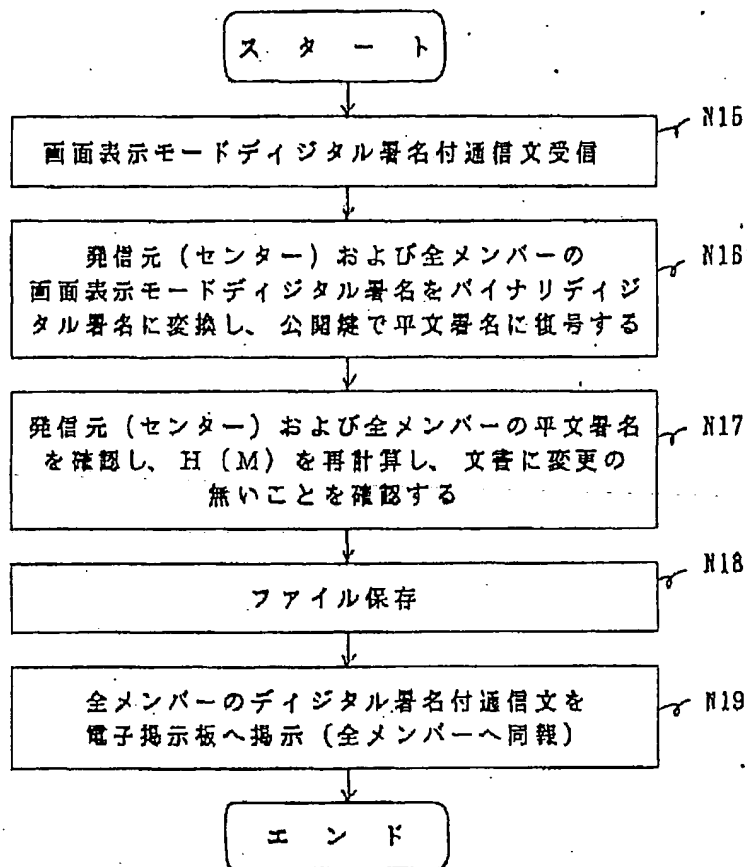 スタート
画面表示モードディジタル署名付通信文受信
N15
発信元(センター)および全メンバーの
画面表示モードディジタル署名をバイナリディジ
タル署名に変換し、公開鍵で平文署名に復号する
N16
発信元(センター)および全メンバーの平文署名
を確認し、H(M)を再計算し、文書に変更の
無いことを確認する
N17
ファイル保存
N18
全メンバーのディジタル署名付通信文を
電子掲示板へ掲示(全メンバーへ同報)
N19
エンド